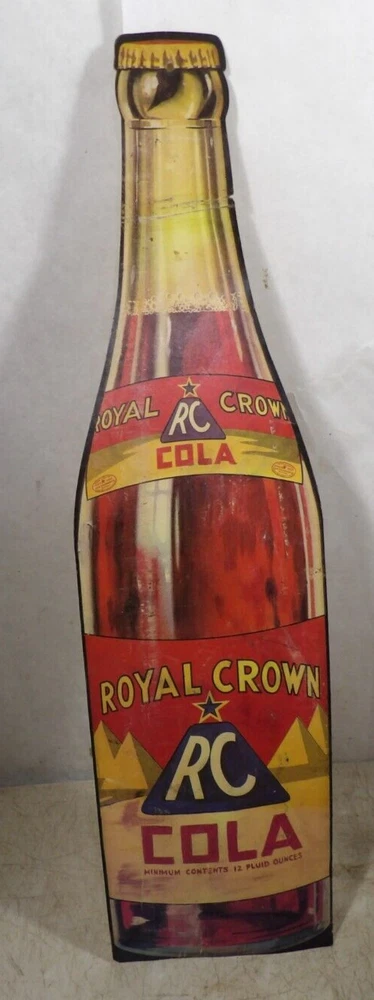 ROYAL RC CROWN
COLA
ROYAL CROWN
RC
COLA
MINIMUM CONTENTS 12 FLUID OUNCES